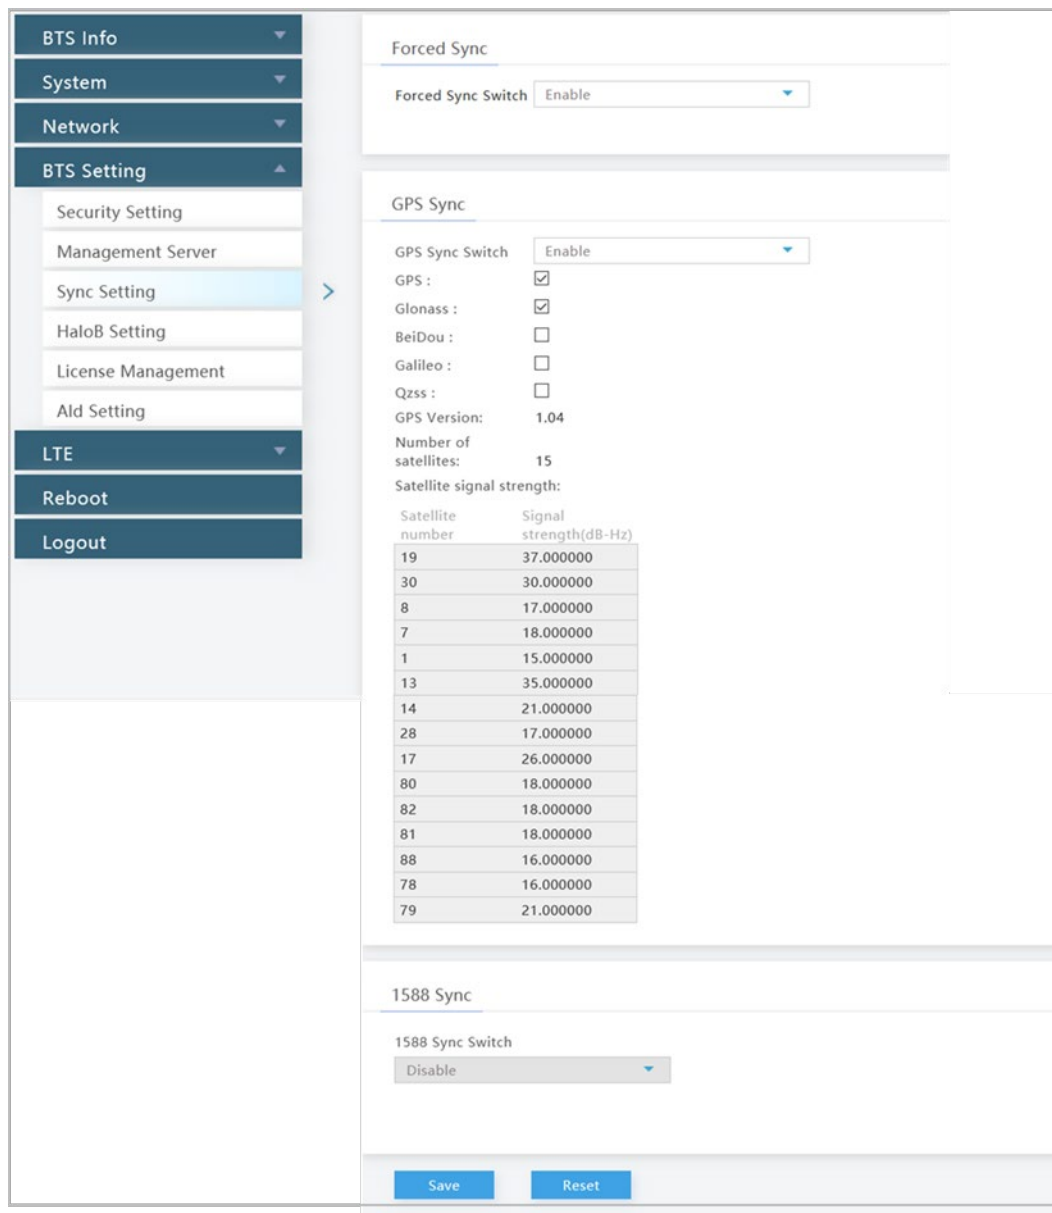 BTS Info
System
Network
BTS Setting
Security Setting
Management Server
Sync Setting
HaloB Setting
License Management
Ald Setting
LTE
Reboot
Logout
Forced Sync
Forced Sync Switch Enable
GPS Sync
GPS Sync Switch Enable
GPS :
Glonass :
BeiDou :
Galileo :
Qzss :
GPS Version: 1.04
Number of
satellites: 15
Satellite signal strength:
Satellite Signal
number strength(dB-Hz)
19 37.000000
30 30.000000
8 17.000000
7 18.000000
1 15.000000
13 35.000000
14 21.000000
28 17.000000
17 26.000000
80 18.000000
82 18.000000
81 18.000000
88 16.000000
78 16.000000
79 21.000000
1588 Sync
1588 Sync Switch
Disable
Save Reset